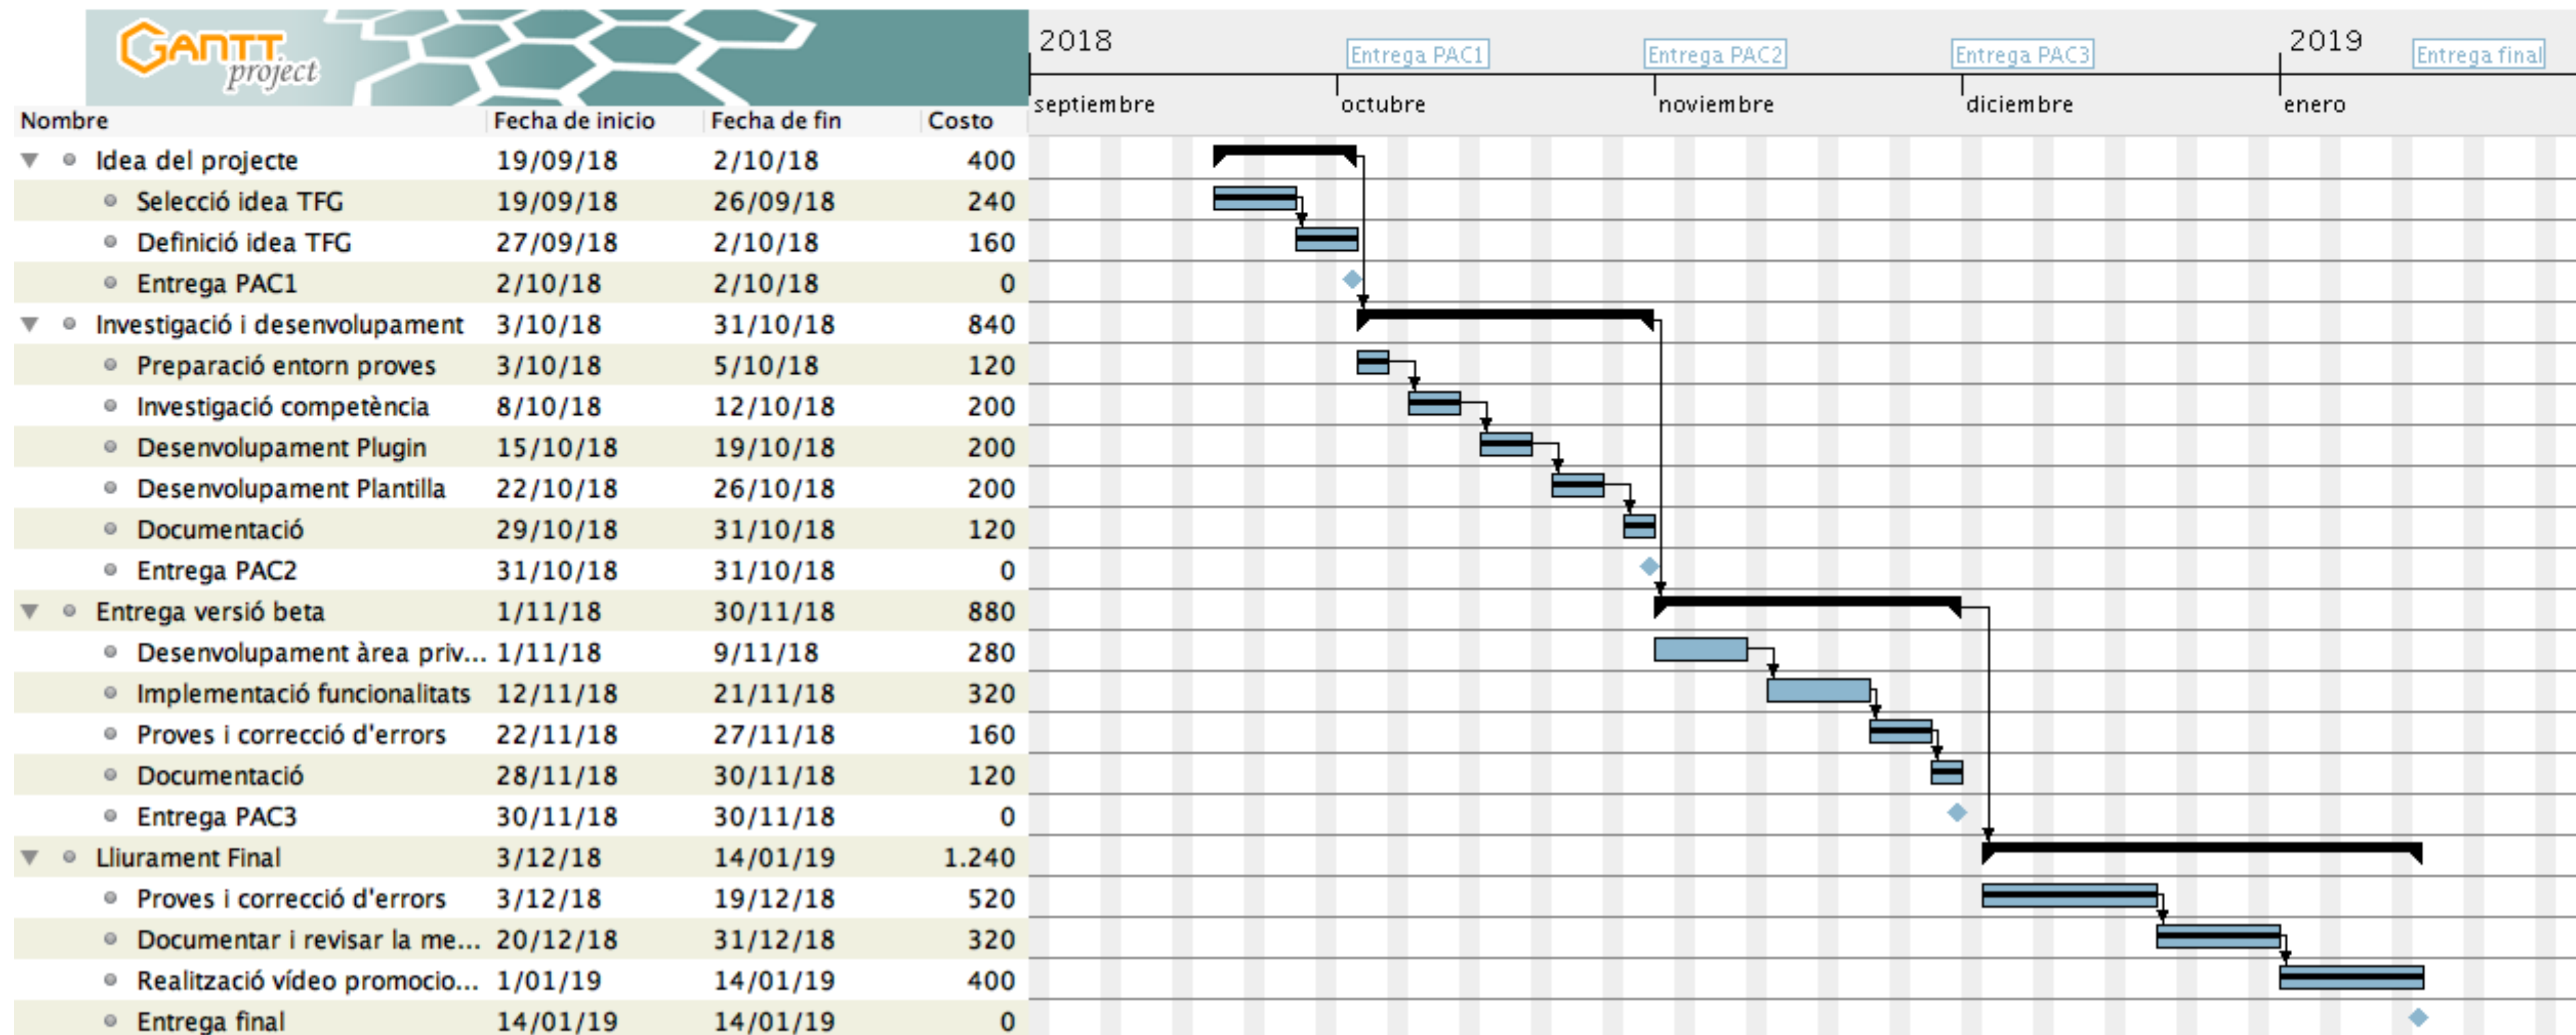 GANTT
project
2018 2019
Entrega PAC1 Entrega PAC2 Entrega PAC3 Entrega final
septiembre octubre noviembre diciembre enero
Nombre Fecha de inicio Fecha de fin Costo
Idea del projecte 19/09/18 2/10/18 400
Selecció idea TFG 19/09/18 26/09/18 240
Definició idea TFG 27/09/18 2/10/18 160
Entrega PAC1 2/10/18 2/10/18 0
Investigació i desenvolupament 3/10/18 31/10/18 840
Preparació entorn proves 3/10/18 5/10/18 120
Investigació competència 8/10/18 12/10/18 200
Desenvolupament Plugin 15/10/18 19/10/18 200
Desenvolupament Plantilla 22/10/18 26/10/18 200
Documentació 29/10/18 31/10/18 120
Entrega PAC2 31/10/18 31/10/18 0
Entrega versió beta 1/11/18 30/11/18 880
Desenvolupament àrea priv... 1/11/18 9/11/18 280
Implementació funcionalitats 12/11/18 21/11/18 320
Proves i correcció d'errors 22/11/18 27/11/18 160
Documentació 28/11/18 30/11/18 120
Entrega PAC3 30/11/18 30/11/18 0
Lliurament Final 3/12/18 14/01/19 1.240
Proves i correcció d'errors 3/12/18 19/12/18 520
Documentar i revisar la me... 20/12/18 31/12/18 320
Realització vídeo promocio... 1/01/19 14/01/19 400
Entrega final 14/01/19 14/01/19 0